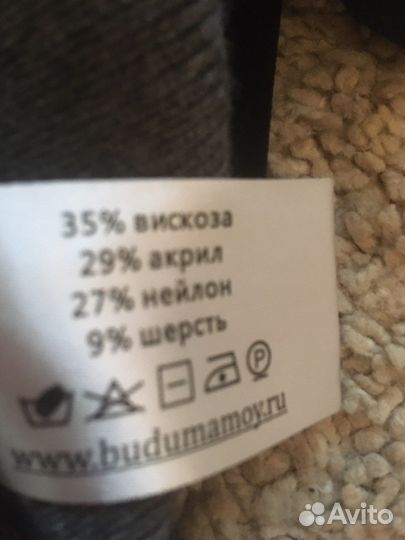 35% вискоза
29% акрил
27% нейлон
9% шерсть
P
www.budumamoy.ru
Avito